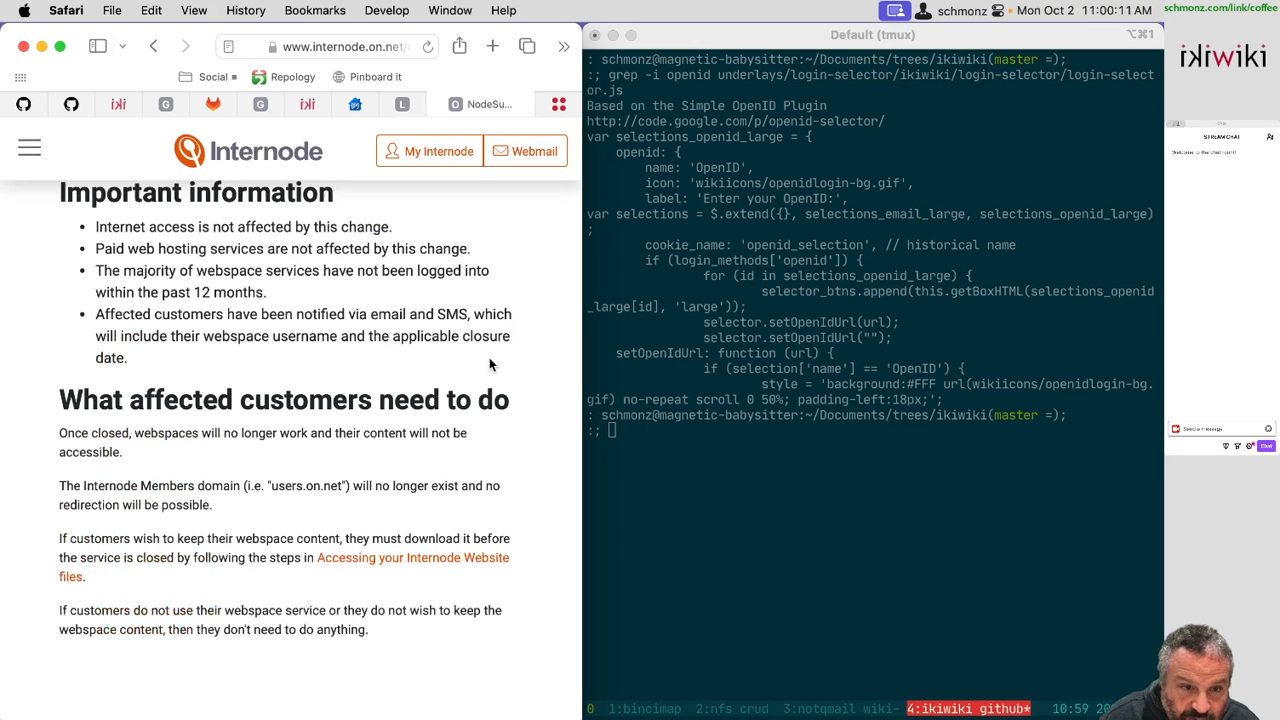 Safari File Edit View History Bookmarks Develop Window Help
schmonz Mon Oct 2 11:00:11 AM
schmonz.com/link/coffee
www.internode.on.net/
Social
Repology
Pinboard it
G
G
L
NodeSu...
Internode
My Internode
Webmail
Important information
Internet access is not affected by this change.
Paid web hosting services are not affected by this change.
The majority of webspace services have not been logged into
within the past 12 months.
Affected customers have been notified via email and SMS, which
will include their webspace username and the applicable closure
date.
What affected customers need to do
Once closed, webspaces will no longer work and their content will not be
accessible.
The Internode Members domain (i.e. "users.on.net") will no longer exist and no
redirection will be possible.
If customers wish to keep their webspace content, they must download it before
the service is closed by following the steps in Accessing your Internode Website
files.
If customers do not use their webspace service or they do not wish to keep the
webspace content, then they don't need to do anything.
Default (tmux)
⌥⌘1
: schmonz@magnetic-babysitter:~/Documents/trees/ikiwiki(master =);
:; grep -i openid underlays/login-selector/ikiwiki/login-selector/login-select
or.js
Based on the Simple OpenID Plugin
http://code.google.com/p/openid-selector/
var selections_openid_large = {
openid: {
name: 'OpenID',
icon: 'wikiicons/openidlogin-bg.gif',
label: 'Enter your OpenID:',
var selections = $.extend({}, selections_email_large, selections_openid_large)
;
cookie_name: 'openid_selection', // historical name
if (login_methods['openid']) {
for (id in selections_openid_large) {
selector_btns.append(this.getBoxHTML(selections_openid
_large[id], 'large'));
selector.setOpenIdUrl(url);
selector.setOpenIdUrl("");
setOpenIdUrl: function (url) {
if (selection['name'] == 'OpenID') {
style = 'background:#FFF url(wikiicons/openidlogin-bg.
gif) no-repeat scroll 0 50%; padding-left:18px;';
: schmonz@magnetic-babysitter:~/Documents/trees/ikiwiki(master =);
:;
0 1:bincimap 2:nfs crud 3:notqmail wiki- 4:ikiwiki github* 10:59
ikiwiki
STREAM CHAT
Welcome to the chat room!
Send a message
Chat